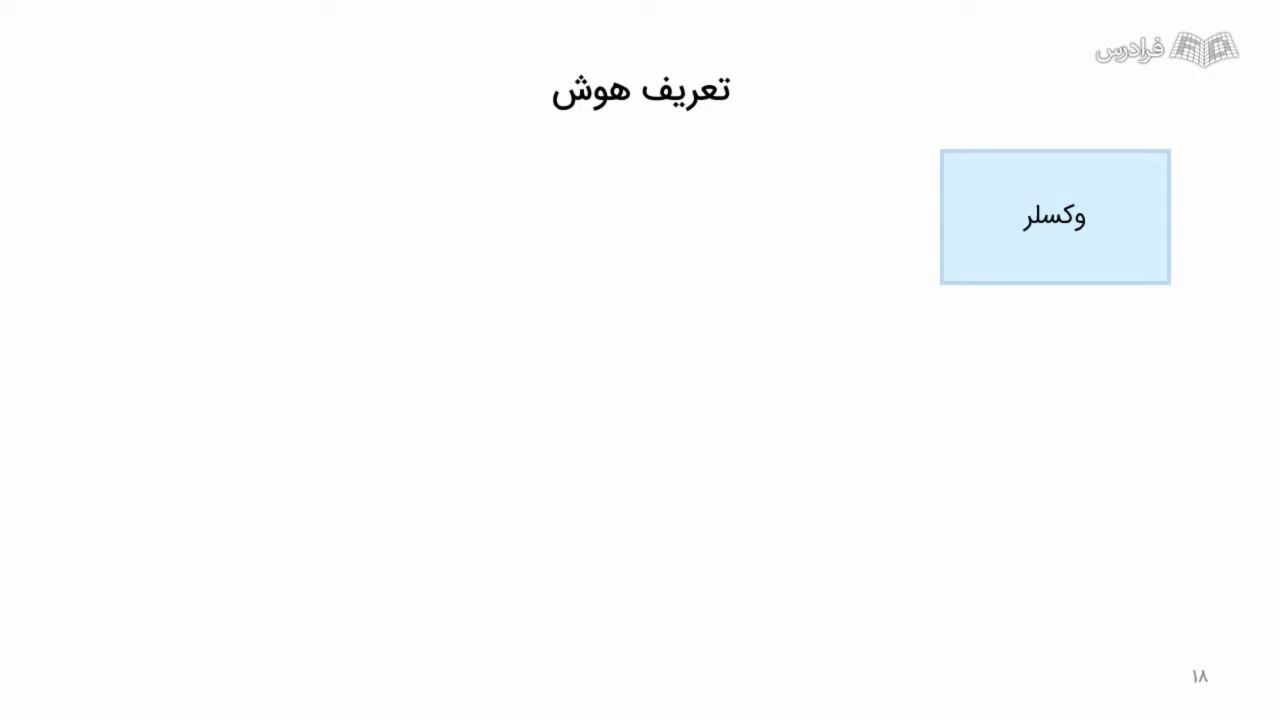 فرادرس
تعریف هوش
وکسلر
۱۸